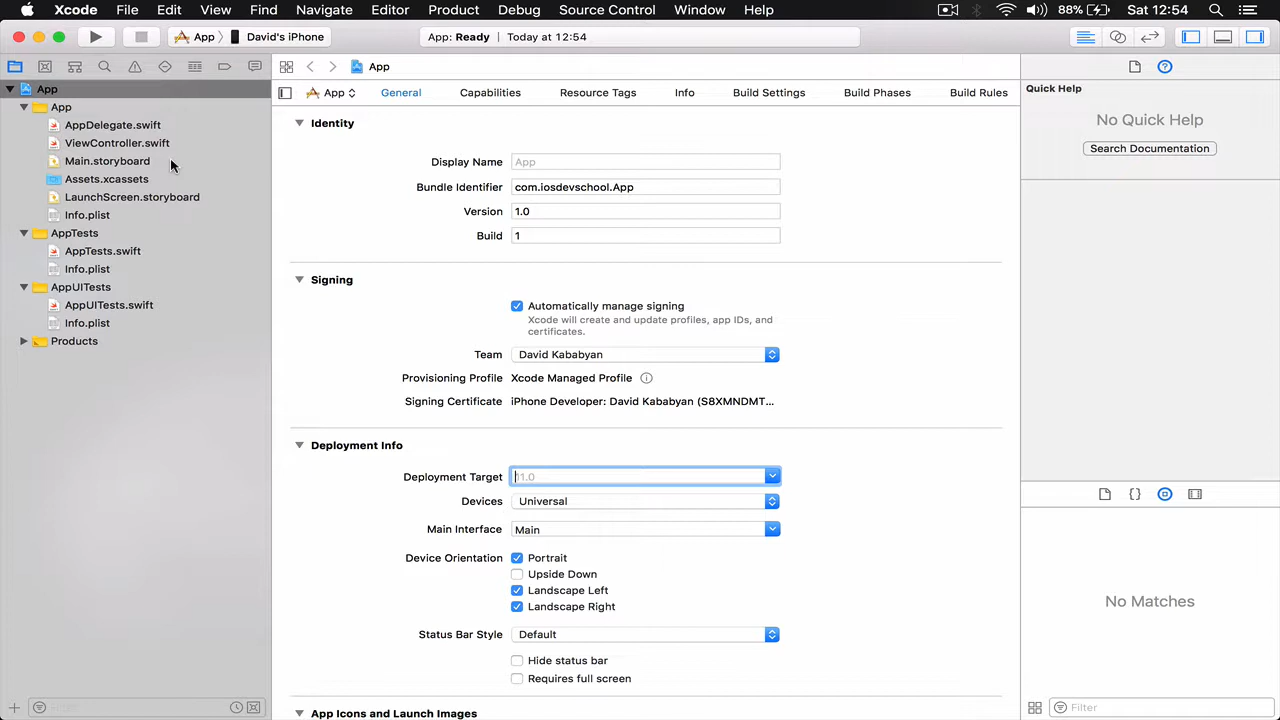 Xcode File Edit View Find Navigate Editor Product Debug Source Control Window Help 88% Sat 12:54
App David's iPhone App: Ready Today at 12:54
App
App General Capabilities Resource Tags Info Build Settings Build Phases Build Rules
App
App
AppDelegate.swift
ViewController.swift
Main.storyboard
Assets.xcassets
LaunchScreen.storyboard
Info.plist
AppTests
AppTests.swift
Info.plist
AppUITests
AppUITests.swift
Info.plist
Products
Filter
Identity
Display Name App
Bundle Identifier com.iosdevschool.App
Version 1.0
Build 1
Signing
Automatically manage signing
Xcode will create and update profiles, app IDs, and
certificates.
Team David Kababyan
Provisioning Profile Xcode Managed Profile
Signing Certificate iPhone Developer: David Kababyan (S8XMNDMT...
Deployment Info
Deployment Target 11.0
Devices Universal
Main Interface Main
Device Orientation Portrait
Upside Down
Landscape Left
Landscape Right
Status Bar Style Default
Hide status bar
Requires full screen
App Icons and Launch Images
Quick Help
No Quick Help
Search Documentation
No Matches
Filter